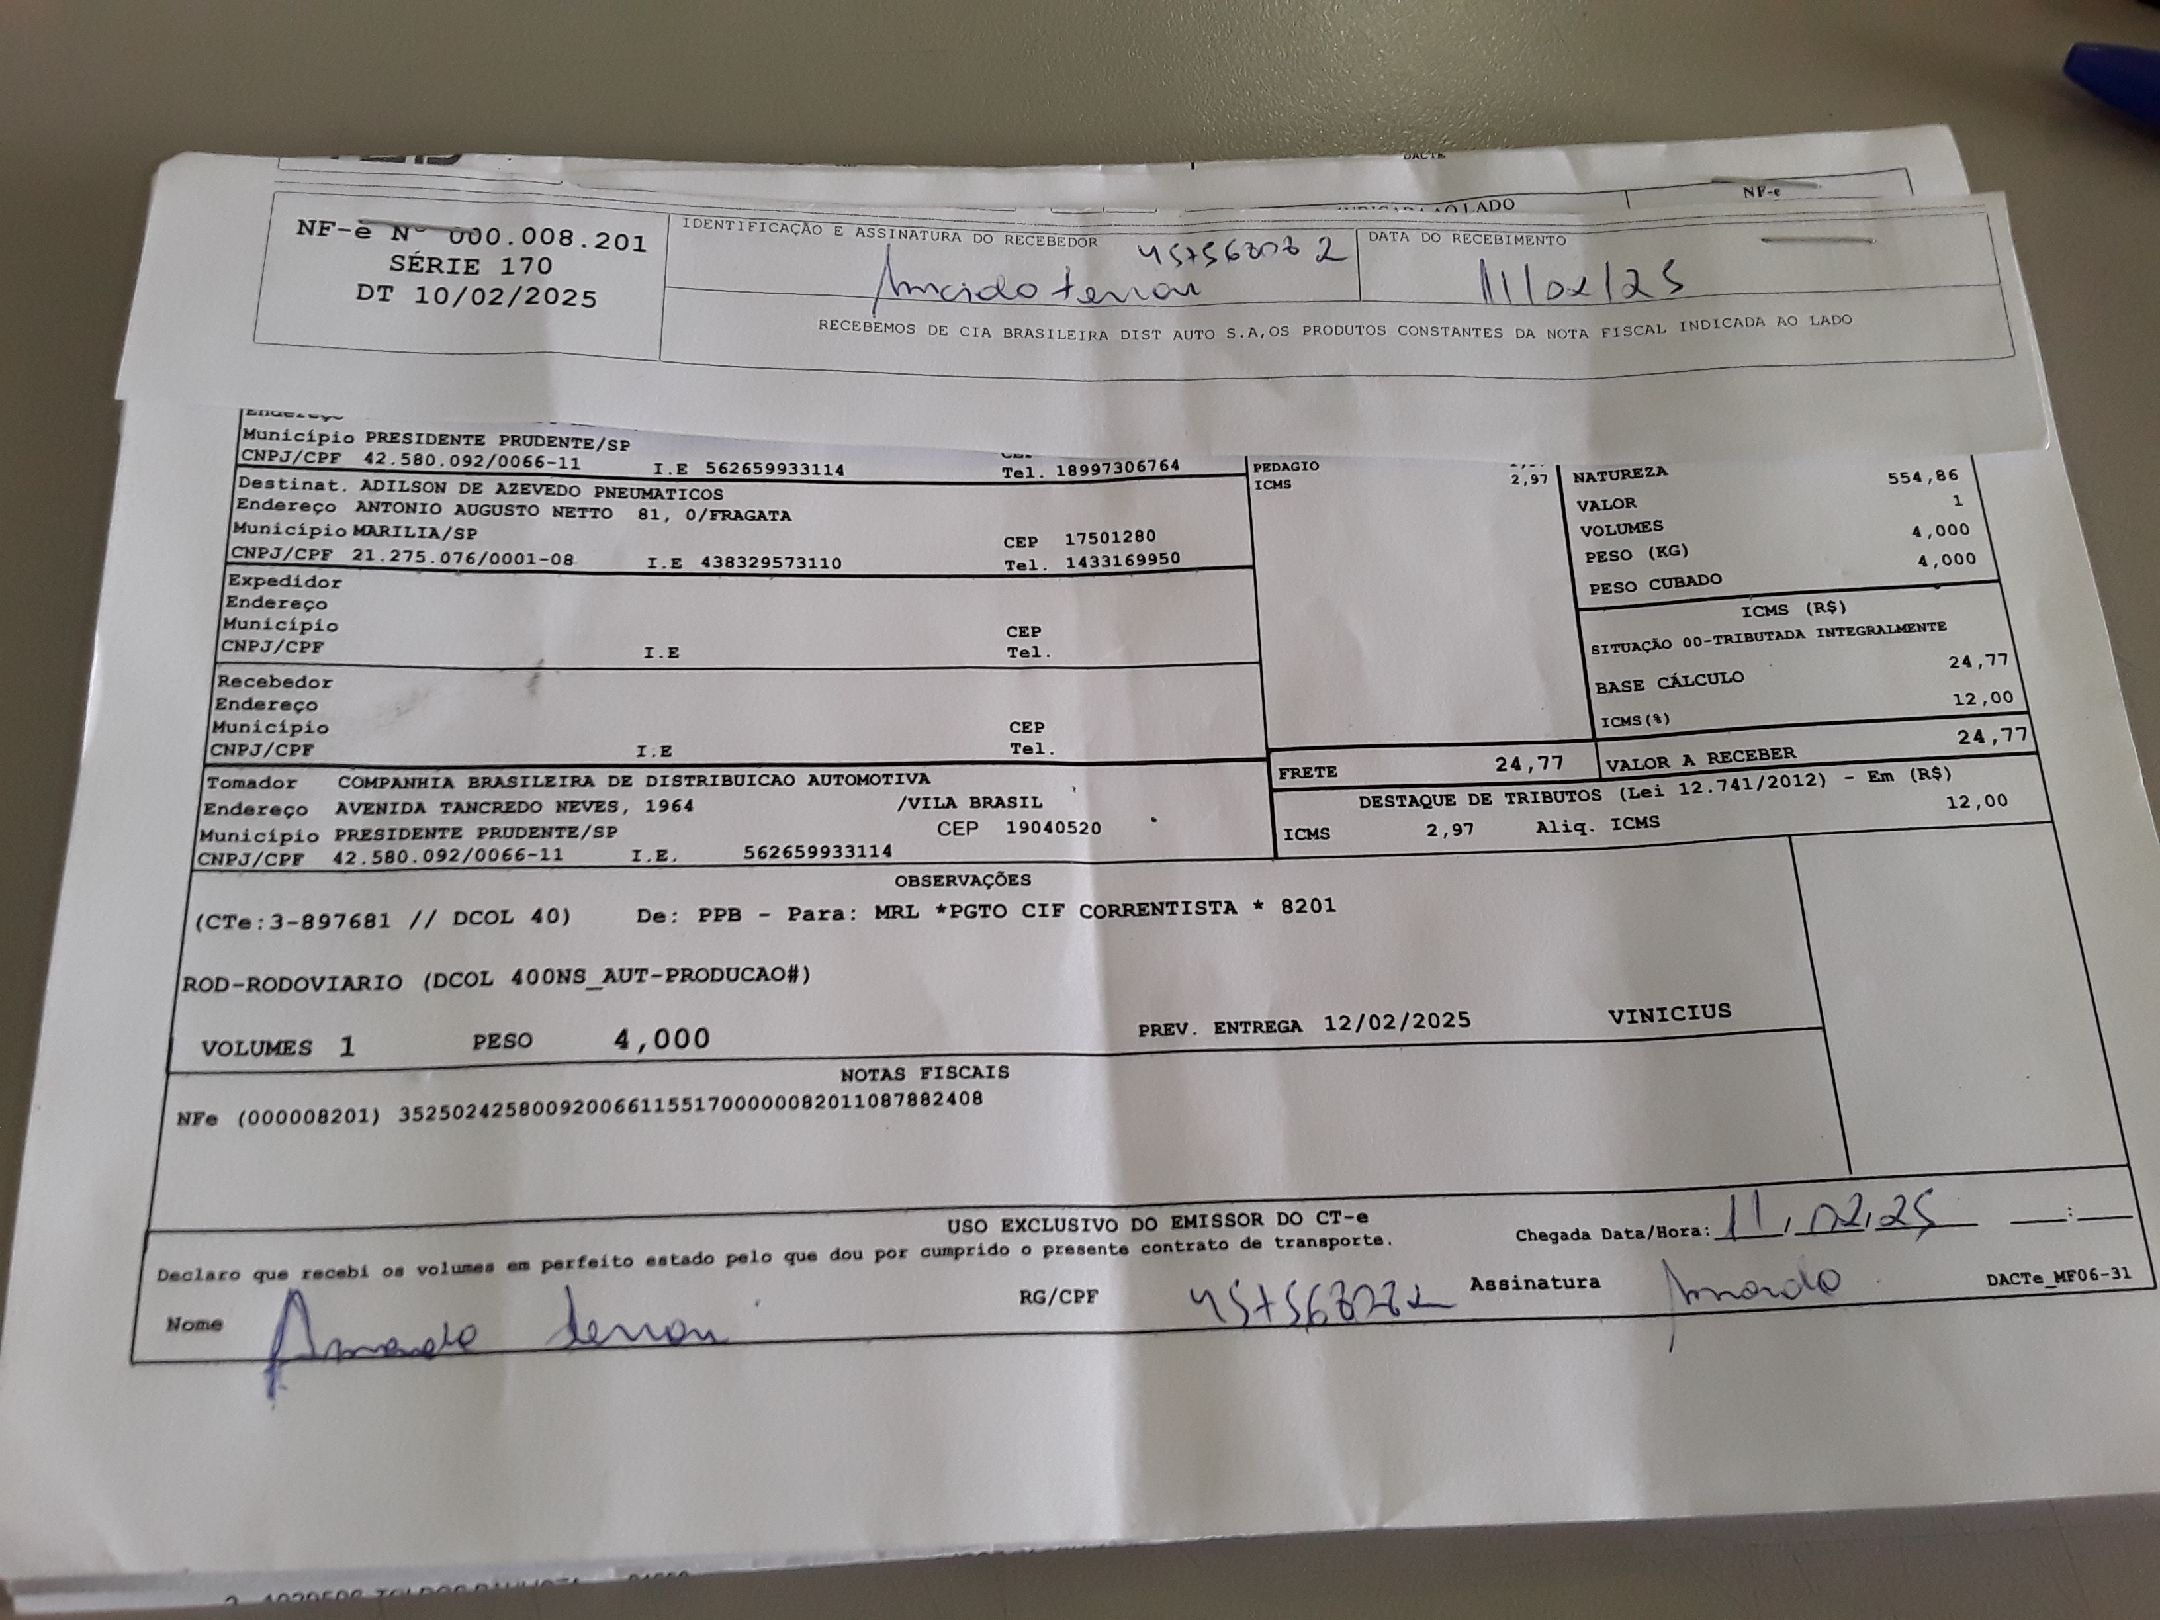 DACTE
LADO
NF-e
NF-e Nº 000.008.201
SÉRIE 170
DT 10/02/2025
IDENTIFICAÇÃO E ASSINATURA DO RECEBEDOR
DATA DO RECEBIMENTO
11/02/25
RECEBEMOS DE CIA BRASILEIRA DIST AUTO S.A,OS PRODUTOS CONSTANTES DA NOTA FISCAL INDICADA AO LADO
Endereço
Município PRESIDENTE PRUDENTE/SP
CNPJ/CPF 42.580.092/0066-11 I.E 562659933114 Tel. 18997306764
Destinat. ADILSON DE AZEVEDO PNEUMATICOS
Endereço ANTONIO AUGUSTO NETTO 81, 0/FRAGATA
Município MARILIA/SP CEP 17501280
CNPJ/CPF 21.275.076/0001-08 I.E 438329573110 Tel. 1433169950
Expedidor
Endereço
Município CEP
CNPJ/CPF I.E Tel.
Recebedor
Endereço
Município CEP
CNPJ/CPF I.E Tel.
Tomador COMPANHIA BRASILEIRA DE DISTRIBUICAO AUTOMOTIVA
Endereço AVENIDA TANCREDO NEVES, 1964 /VILA BRASIL
Município PRESIDENTE PRUDENTE/SP CEP 19040520
CNPJ/CPF 42.580.092/0066-11 I.E. 562659933114
PEDAGIO
ICMS 2,97
NATUREZA
VALOR 554,86
VOLUMES 1
PESO (KG) 4,000
PESO CUBADO 4,000
ICMS (R$)
SITUAÇÃO 00-TRIBUTADA INTEGRALMENTE
BASE CÁLCULO 24,77
ICMS(%) 12,00
FRETE 24,77 VALOR A RECEBER 24,77
DESTAQUE DE TRIBUTOS (Lei 12.741/2012) - Em (R$)
ICMS 2,97 Aliq. ICMS 12,00
OBSERVAÇÕES
(CTe:3-897681 // DCOL 40) De: PPB - Para: MRL *PGTO CIF CORRENTISTA * 8201
ROD-RODOVIARIO (DCOL 400NS_AUT-PRODUCAO#)
VOLUMES 1 PESO 4,000 PREV. ENTREGA 12/02/2025 VINICIUS
NOTAS FISCAIS
NFe (000008201) 35250242580092006611551700000082011087882408
USO EXCLUSIVO DO EMISSOR DO CT-e
Declaro que recebi os volumes em perfeito estado pelo que dou por cumprido o presente contrato de transporte.
Chegada Data/Hora: 11,02,25 :
Nome RG/CPF Assinatura DACTe_MF06-31